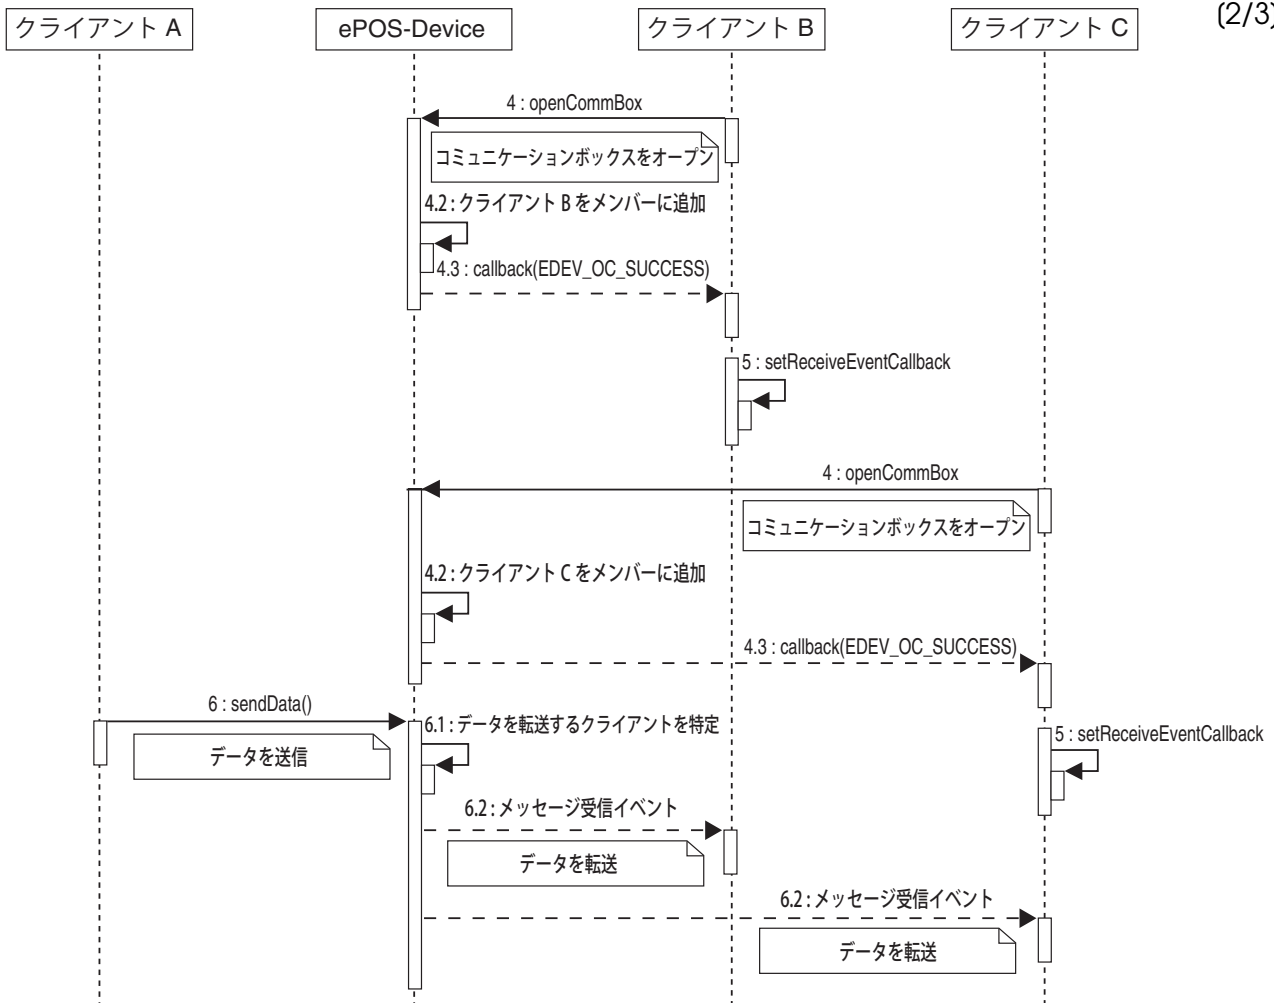 (2/3)
クライアント A
ePOS-Device
クライアント B
クライアント C
4 : openCommBox
コミュニケーションボックスをオープン
4.2 : クライアント B をメンバーに追加
4.3 : callback(EDEV_OC_SUCCESS)
5 : setReceiveEventCallback
4 : openCommBox
コミュニケーションボックスをオープン
4.2 : クライアント C をメンバーに追加
4.3 : callback(EDEV_OC_SUCCESS)
6 : sendData()
データを送信
6.1 : データを転送するクライアントを特定
5 : setReceiveEventCallback
6.2 : メッセージ受信イベント
データを転送
6.2 : メッセージ受信イベント
データを転送